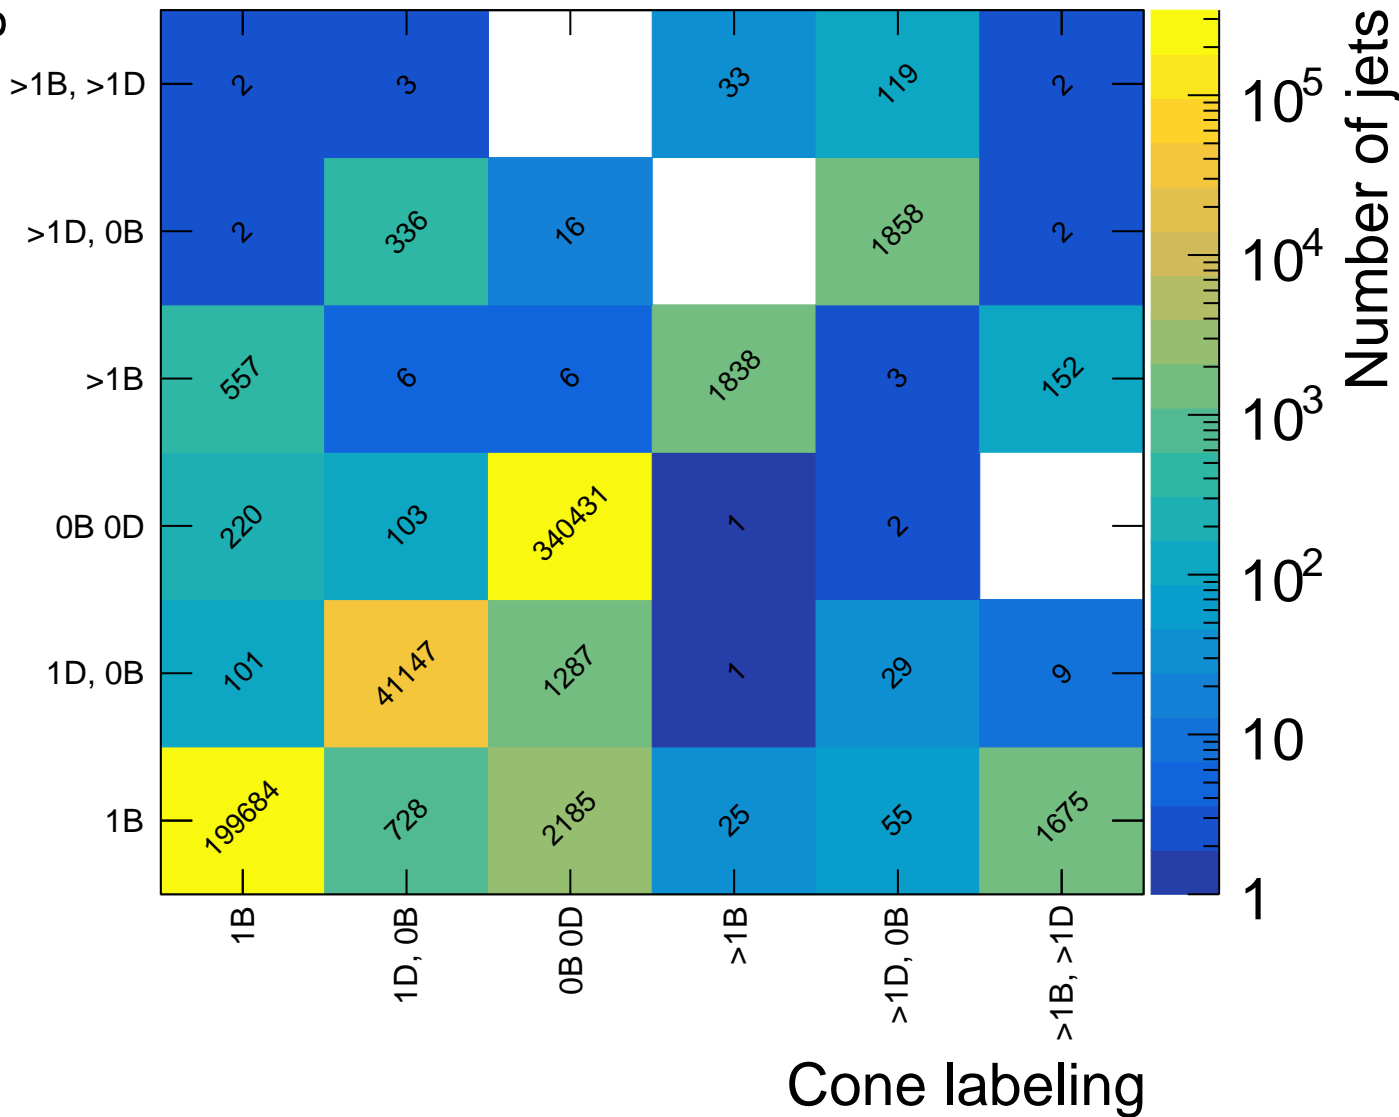 >1B, >1D 2 3 33 119 2
>1D, 0B 2 336 16 1858 2
>1B 557 6 6 1838 3 152
0B 0D 220 103 340431 1 2
1D, 0B 101 41147 1287 1 29 9
1B 199684 728 2185 25 55 1675
1B 1D, 0B 0B 0D >1B >1D, 0B >1B, >1D
Cone labeling
10⁵
10⁴
10³
10²
10
1
Number of jets